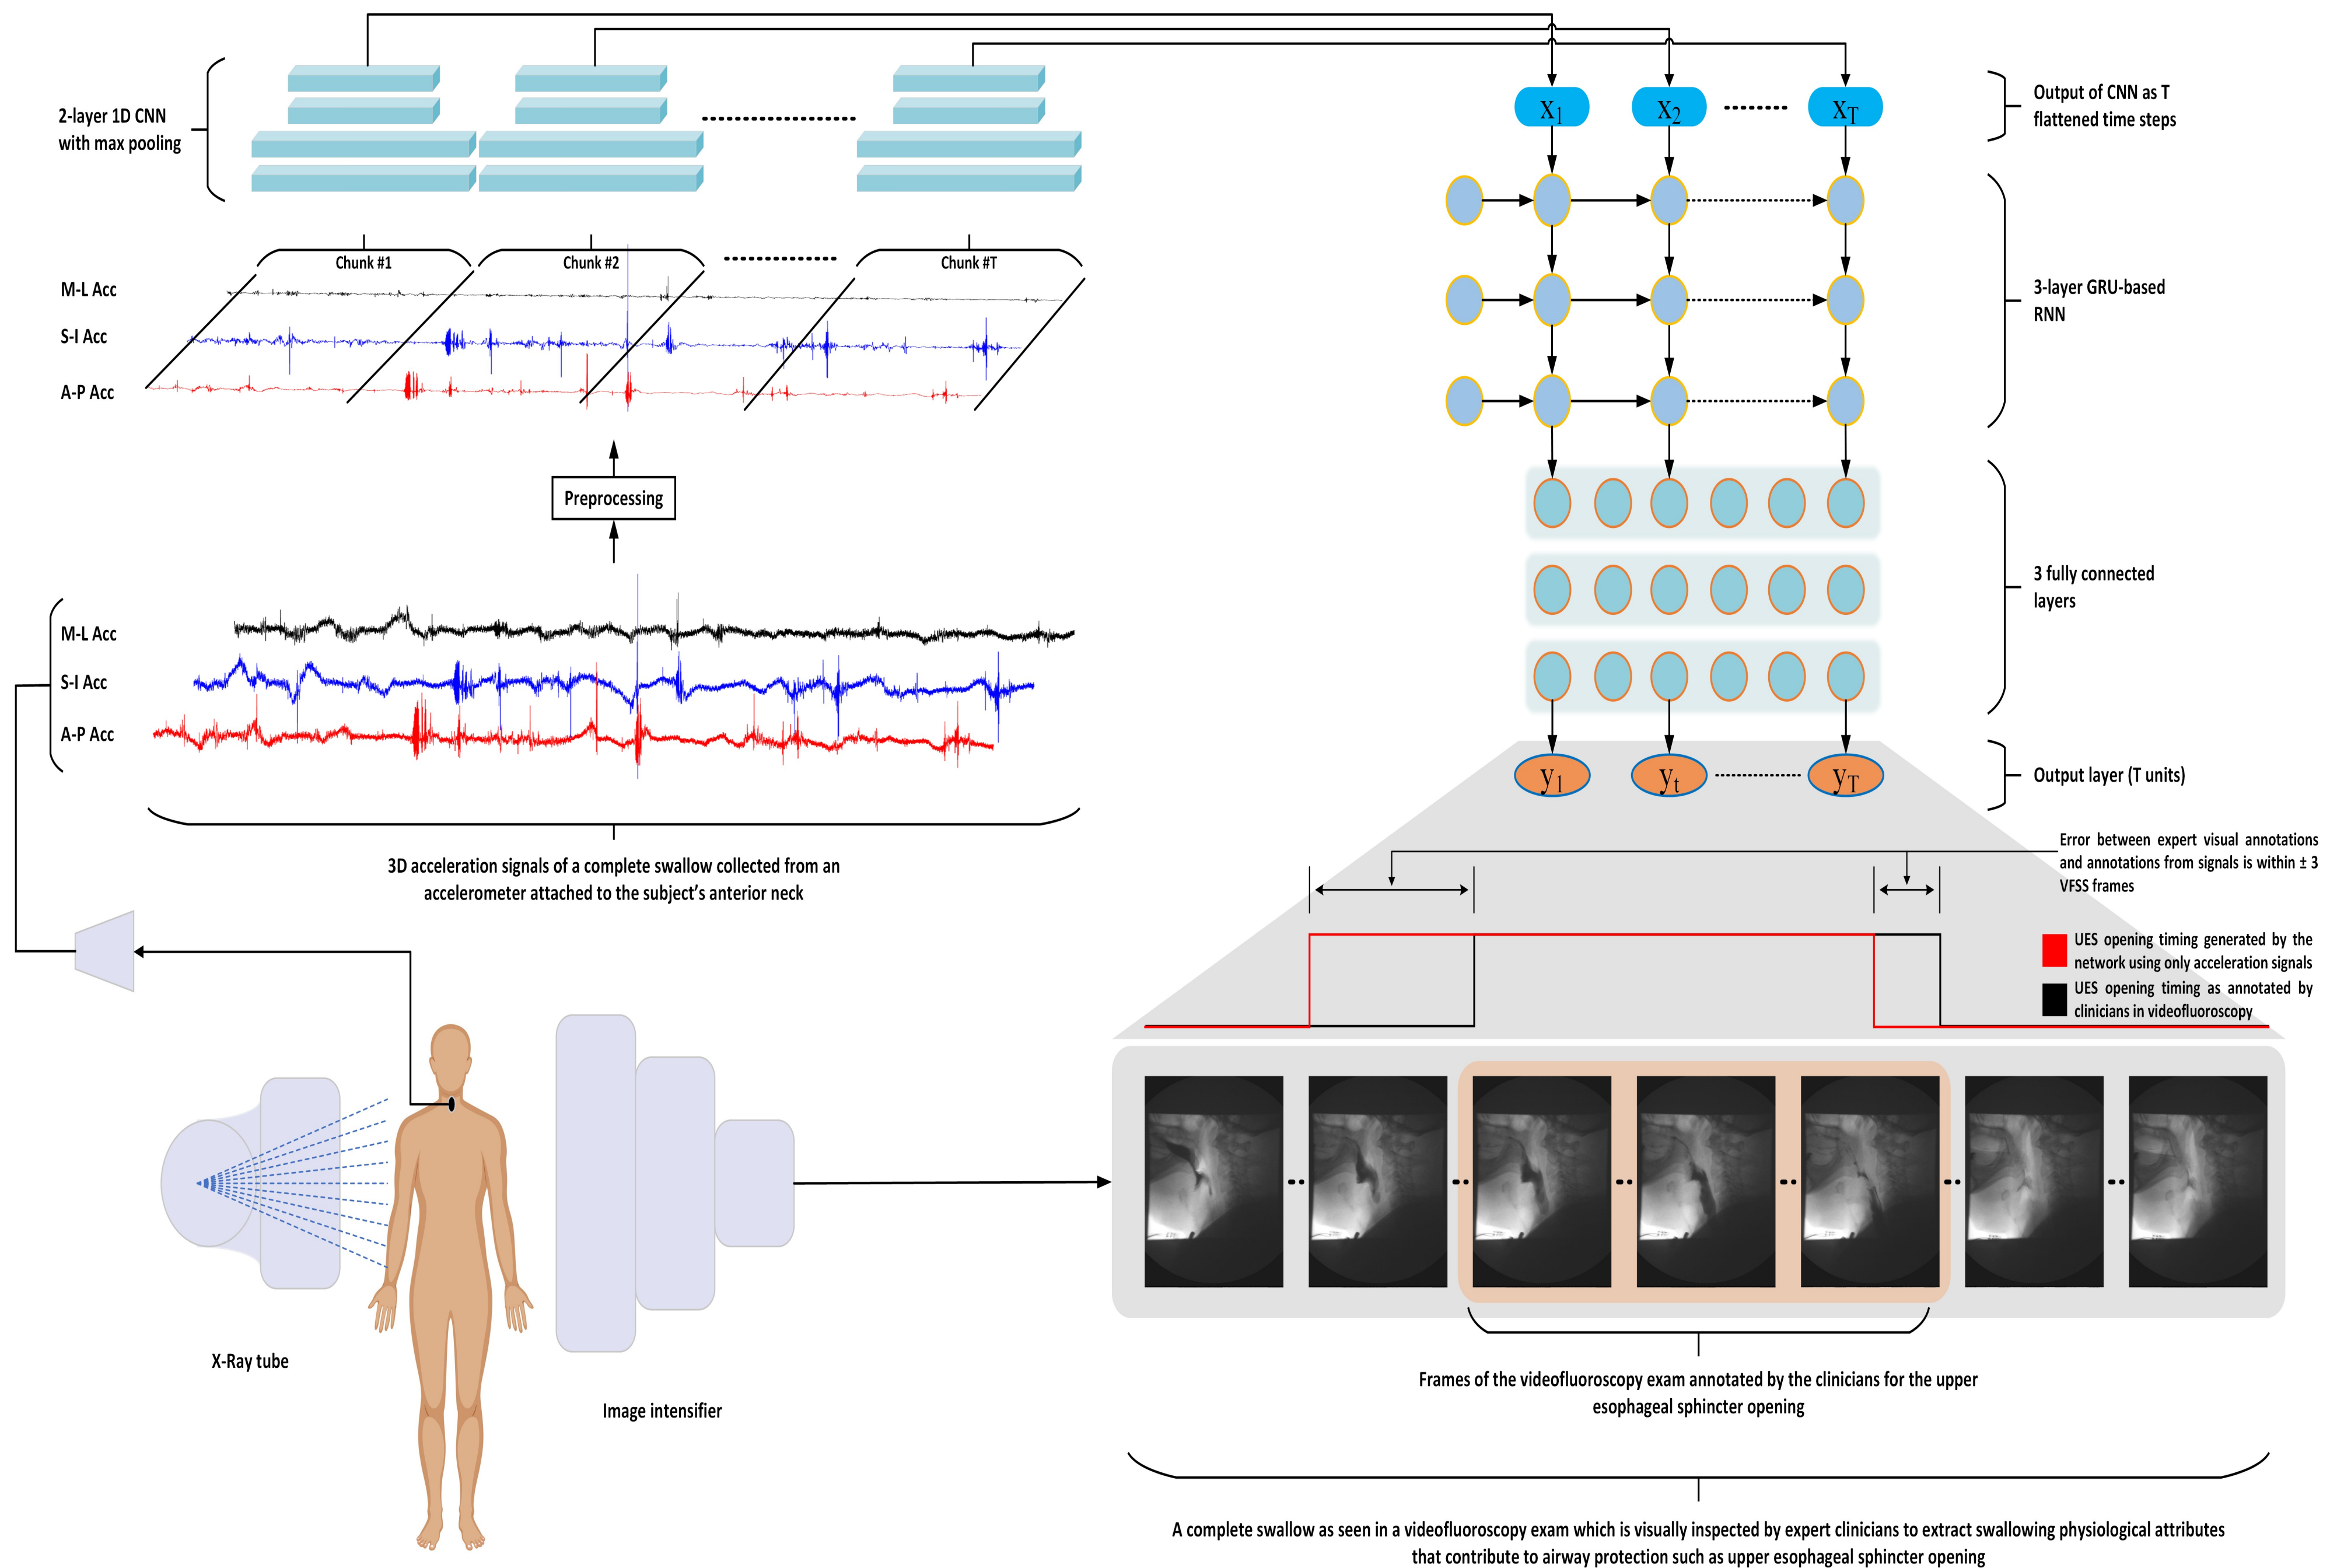 2-layer 1D CNN
with max pooling
Chunk #1
Chunk #2
Chunk #T
M-L Acc
S-I Acc
A-P Acc
Preprocessing
M-L Acc
S-I Acc
A-P Acc
3D acceleration signals of a complete swallow collected from an
accelerometer attached to the subject's anterior neck
X-Ray tube
Image intensifier
x1
x2
xT
Output of CNN as T
flattened time steps
3-layer GRU-based
RNN
3 fully connected
layers
y1
yt
yT
Output layer (T units)
Error between expert visual annotations
and annotations from signals is within ± 3
VFSS frames
UES opening timing generated by the
network using only acceleration signals
UES opening timing as annotated by
clinicians in videofluoroscopy
Frames of the videofluoroscopy exam annotated by the clinicians for the upper
esophageal sphincter opening
A complete swallow as seen in a videofluoroscopy exam which is visually inspected by expert clinicians to extract swallowing physiological attributes
that contribute to airway protection such as upper esophageal sphincter opening